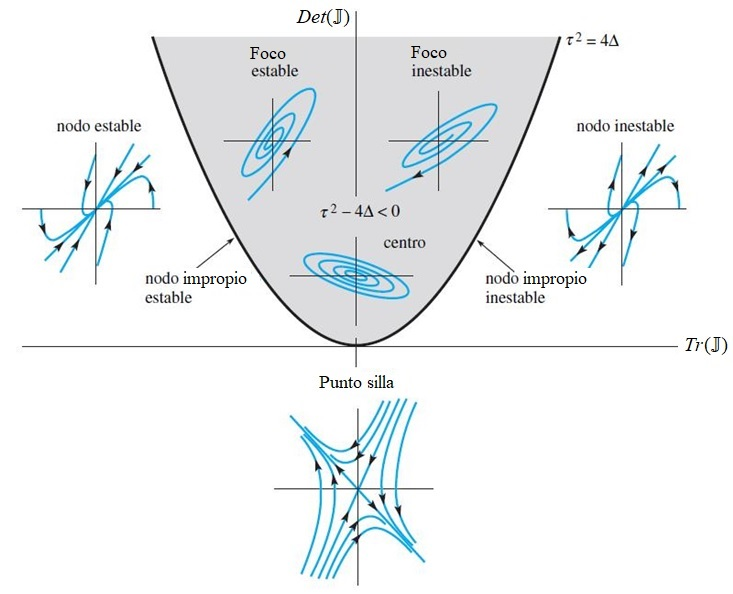 Det(𝕁)
τ² = 4Δ
Foco
estable
Foco
inestable
nodo estable
nodo inestable
τ² – 4Δ < 0
centro
nodo impropio
estable
nodo impropio
inestable
Tr(𝕁)
Punto silla